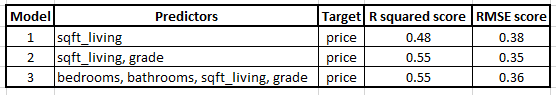 Model Predictors Target R squared score RMSE score
1 sqft_living price 0.48 0.38
2 sqft_living, grade price 0.55 0.35
3 bedrooms, bathrooms, sqft_living, grade price 0.55 0.36